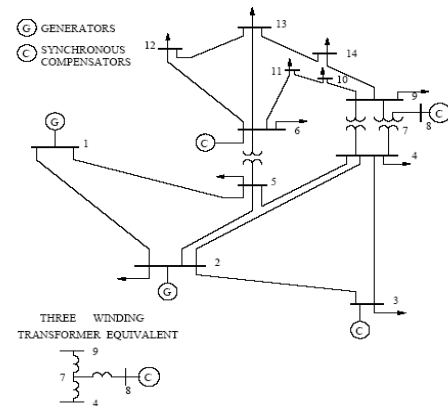 G GENERATORS
C SYNCHRONOUS
COMPENSATORS
13
12
14
11
10
9
G
C
8
7
C
6
1
4
5
2
G
3
C
THREE WINDING
TRANSFORMER EQUIVALENT
9
7
C
8
4